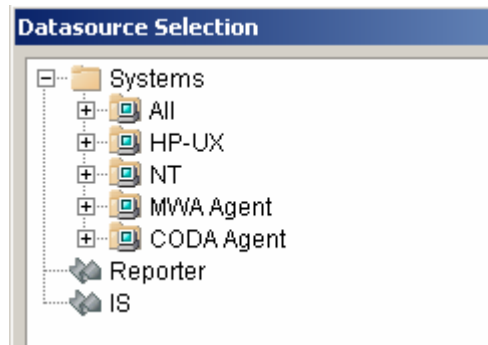 Datasource Selection
Systems
All
HP-UX
NT
MWA Agent
CODA Agent
Reporter
IS